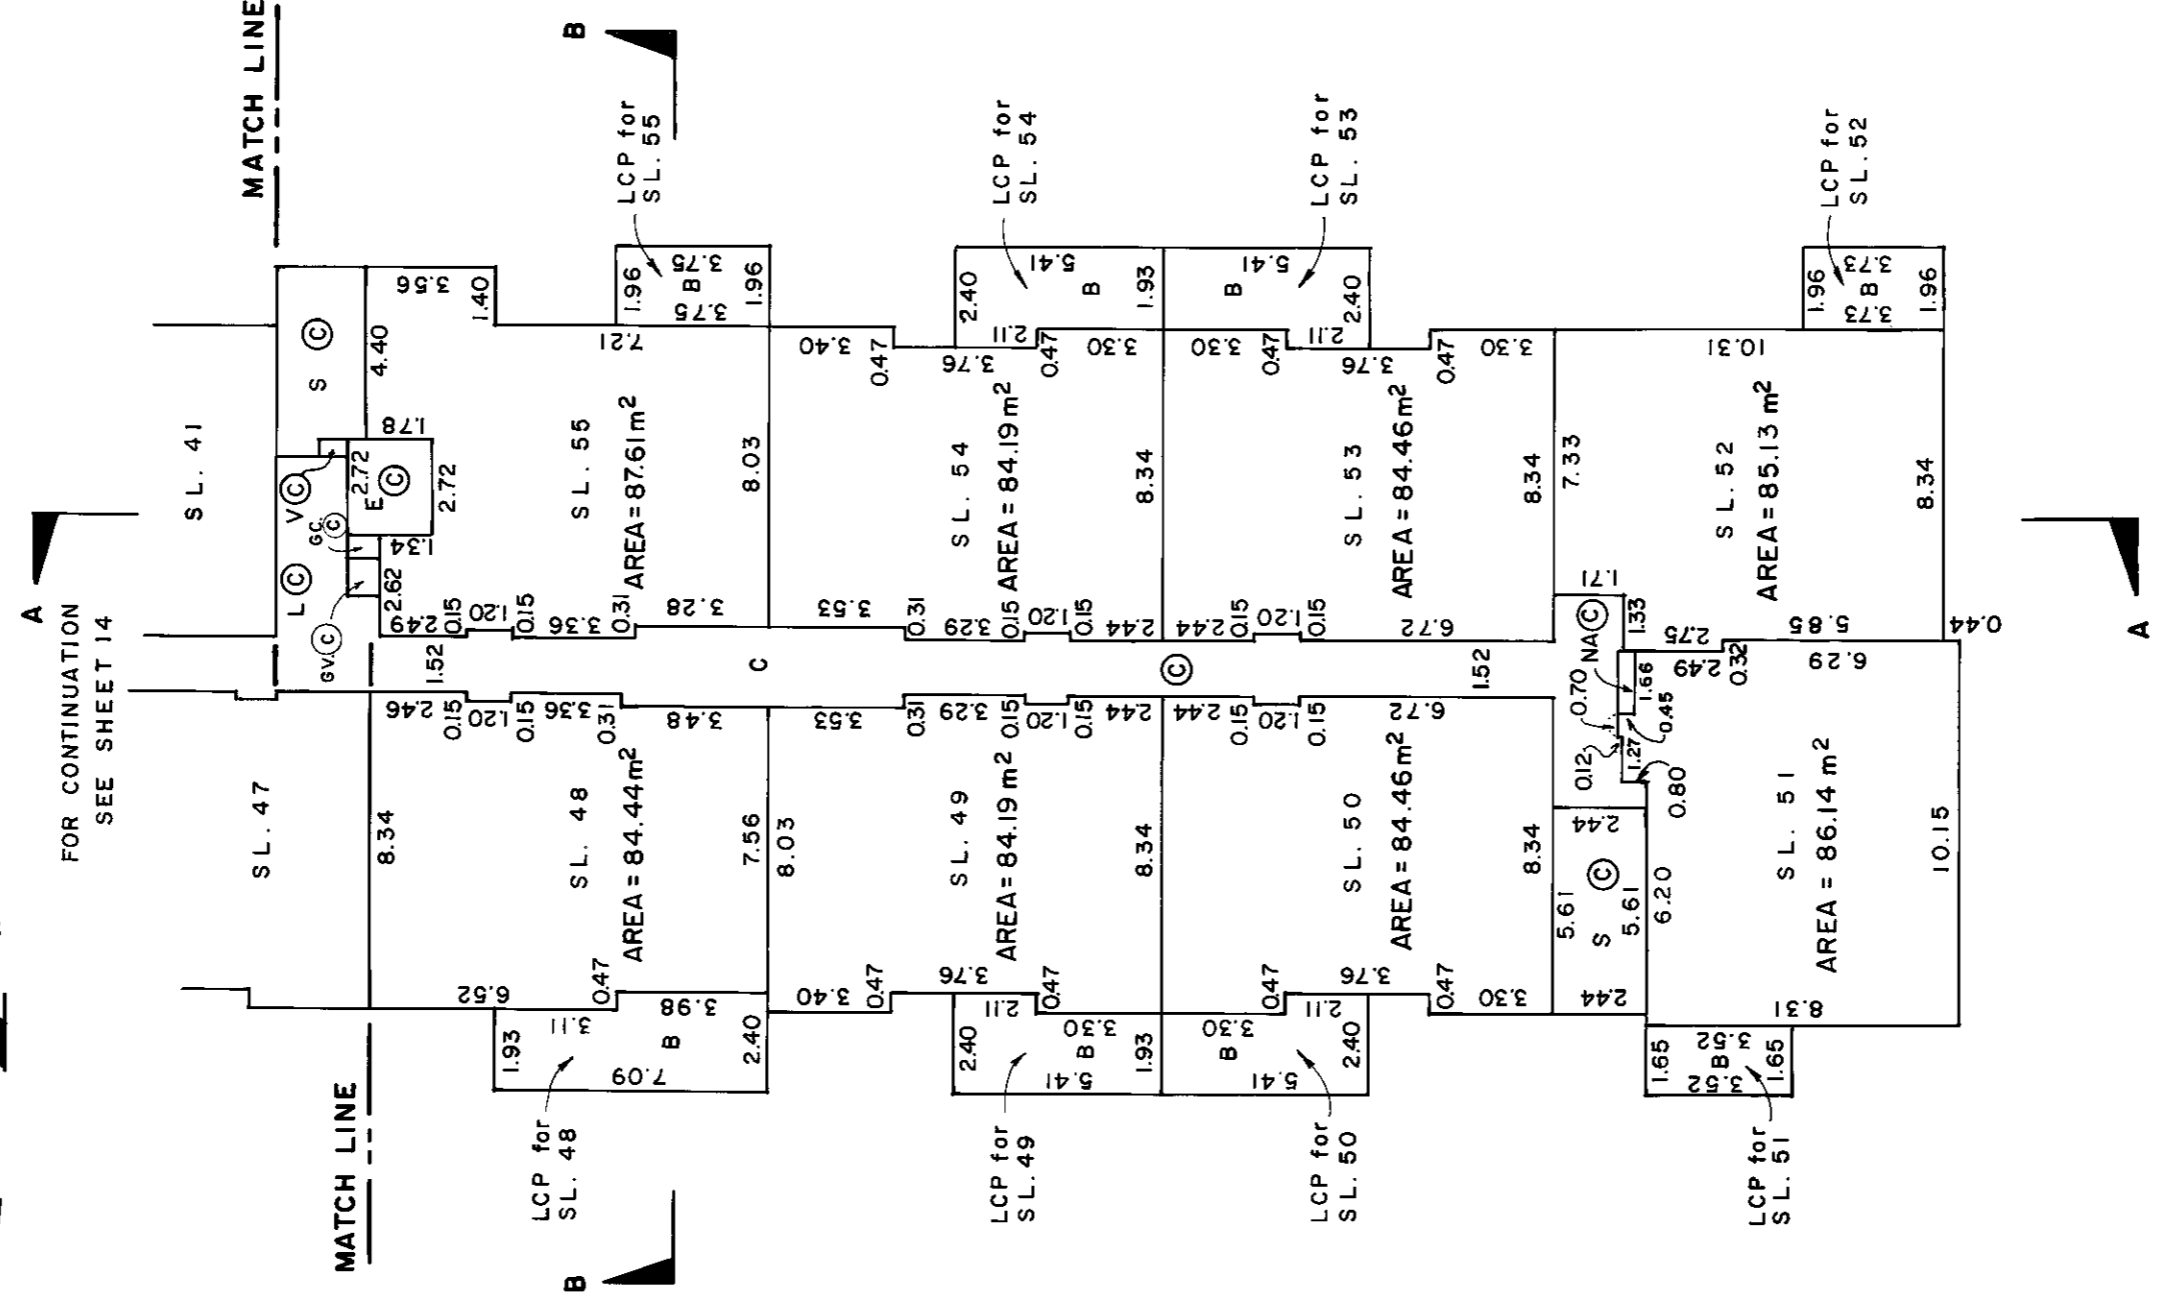 MATCH LINE
B
LCP for
SL. 55
LCP for
SL. 54
LCP for
SL. 53
LCP for
SL. 52
A
FOR CONTINUATION
SEE SHEET 14
SL. 41
S C
3.56
1.40
4.40
1.78
V C
2.72
E C
2.72
G.C. C
1.34
L C
2.62
GV. C
2.49
0.15
1.20
0.15
3.36
0.31
3.28
1.52
7.21
SL. 55
AREA = 87.61 m²
8.03
1.96
3.75
B
3.75
1.96
3.40
0.47
2.40
5.41
B
1.93
2.11
3.76
0.47
3.30
SL. 54
AREA = 84.19 m²
8.34
3.53
0.31
3.29
0.15
1.20
0.15
2.44
5.41
B
2.40
3.30
0.47
2.11
3.76
0.47
3.30
SL. 53
AREA = 84.46 m²
8.34
2.44
0.15
1.20
0.15
6.72
1.96
3.73
B
3.73
1.96
10.31
7.33
SL. 52
AREA = 85.13 m²
8.34
1.71
1.33
2.75
5.85
0.44
C
C
1.52
NA C
0.70
1.66
0.45
0.12
1.27
0.80
2.49
0.32
6.29
A
SL. 47
8.34
2.46
0.15
1.20
0.15
3.36
0.31
3.48
SL. 48
AREA = 84.44 m²
7.56
6.52
0.47
3.98
1.93
3.11
B
2.40
7.09
8.03
3.53
0.31
3.29
0.15
1.20
0.15
2.44
SL. 49
AREA = 84.19 m²
8.34
3.40
0.47
3.76
2.11
0.47
3.30
2.40
B
1.93
5.41
2.44
0.15
1.20
0.15
6.72
SL. 50
AREA = 84.46 m²
8.34
0.47
3.76
2.11
0.47
3.30
3.30
B
2.40
5.41
2.44
5.61
S C
5.61
2.44
6.20
SL. 51
AREA = 86.14 m²
10.15
8.31
1.65
3.52
B
3.52
1.65
MATCH LINE
B
LCP for
SL. 48
LCP for
SL. 49
LCP for
SL. 50
LCP for
SL. 51